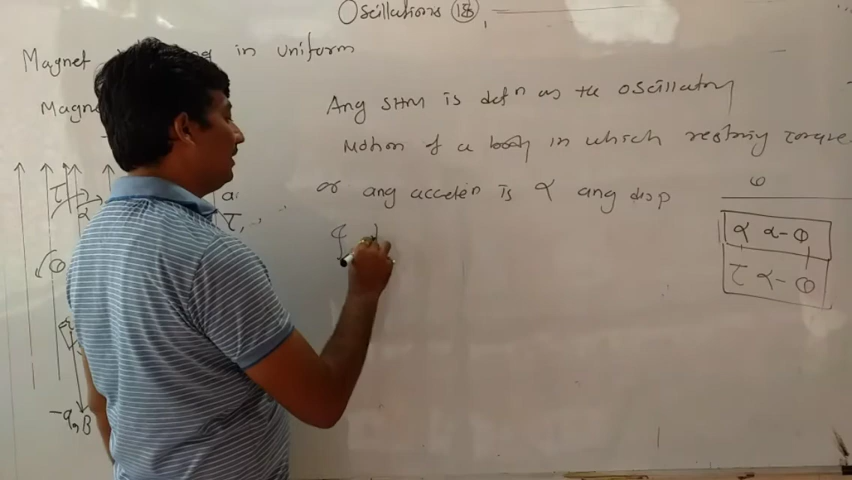 Oscillations 18
Magnet in uniform
Magn
Ang SHM is defn as the oscillatory
Motion of a body in which restoring torque
or ang accelen is α ang disp
&
τ
α
a
τ,
φ
-q B
φ
α α -φ
τ α -φ